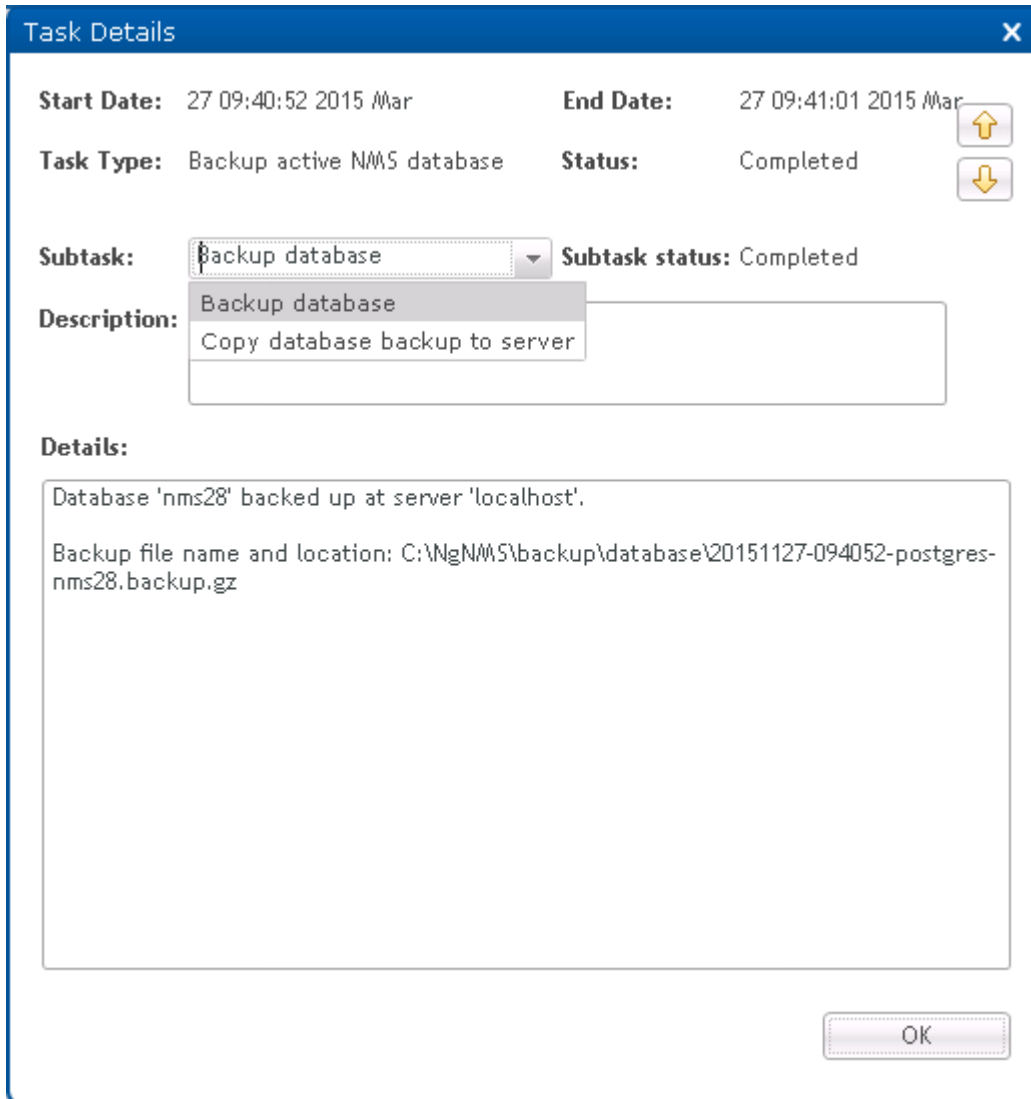 Task Details
Start Date: 27 09:40:52 2015 Mar End Date: 27 09:41:01 2015 Mar
Task Type: Backup active NMS database Status: Completed
Subtask: Backup database Subtask status: Completed
Backup database
Description:
Copy database backup to server
Details:
Database 'nms28' backed up at server 'localhost'.
Backup file name and location: C:\NgNMS\backup\database\20151127-094052-postgres-
nms28.backup.gz
OK